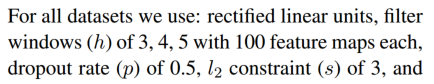 For all datasets we use: rectified linear units, filter
windows (h) of 3, 4, 5 with 100 feature maps each,
dropout rate (p) of 0.5, l₂ constraint (s) of 3, and